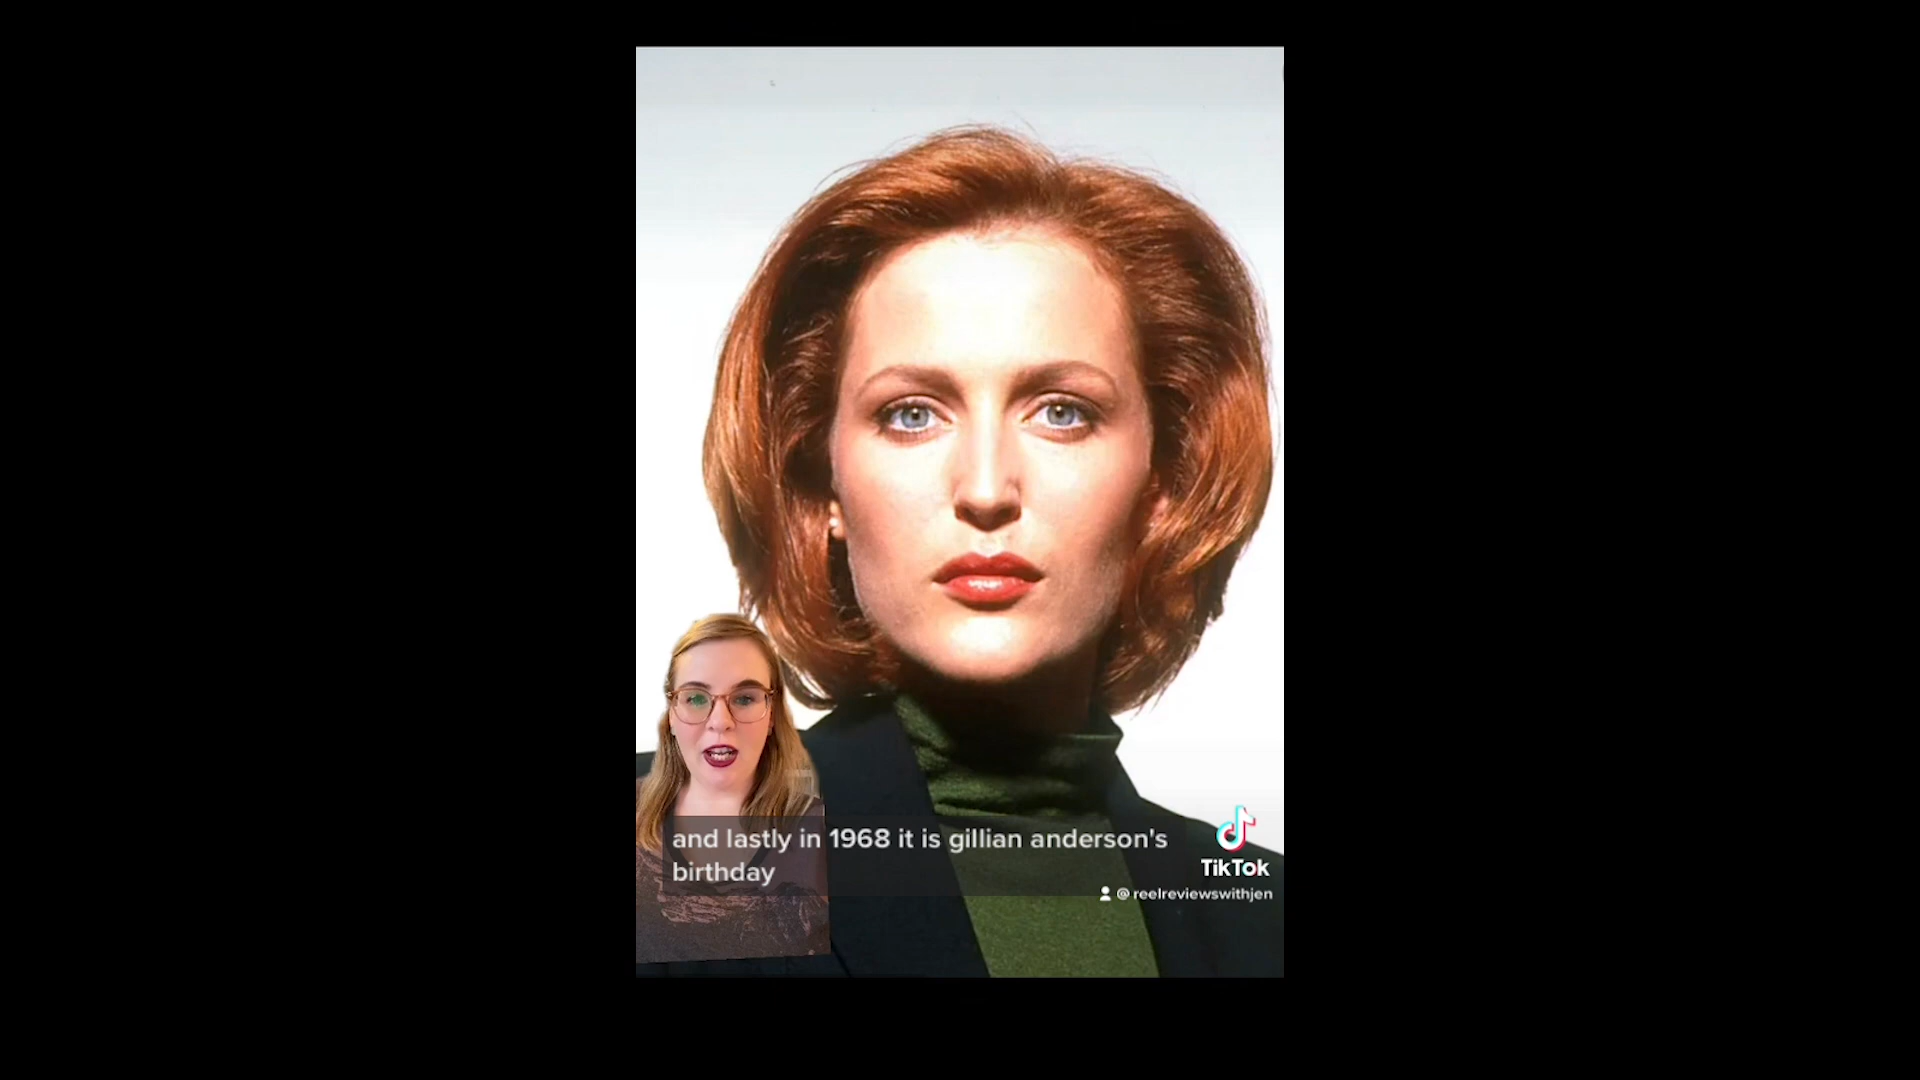 and lastly in 1968 it is gillian anderson's
birthday
TikTok
@ reelreviewswithjen